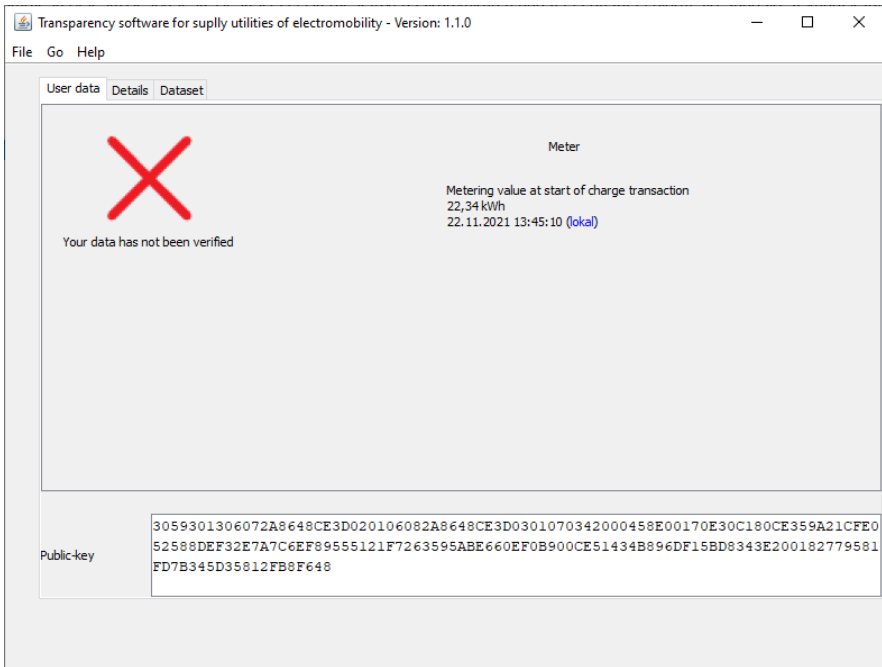 Transparency software for suplly utilities of electromobility - Version: 1.1.0
File Go Help
User data Details Dataset
Meter
Metering value at start of charge transaction
22,34 kWh
22.11.2021 13:45:10 (lokal)
Your data has not been verified
Public-key
3059301306072A8648CE3D020106082A8648CE3D0301070342000458E00170E30C180CE359A21CFE0
52588DEF32E7A7C6EF89555121F7263595ABE660EF0B900CE51434B896DF15BD8343E200182779581
FD7B345D35812FB8F648